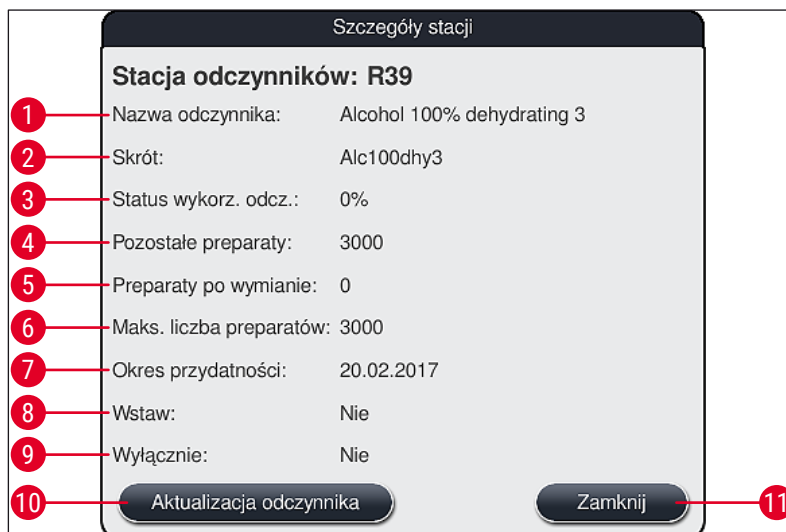 Szczegóły stacji
Stacja odczynników: R39
1 Nazwa odczynnika: Alcohol 100% dehydrating 3
2 Skrót: Alc100dhy3
3 Status wykorz. odcz.: 0%
4 Pozostałe preparaty: 3000
5 Preparaty po wymianie: 0
6 Maks. liczba preparatów: 3000
7 Okres przydatności: 20.02.2017
8 Wstaw: Nie
9 Wyłącznie: Nie
10 Aktualizacja odczynnika Zamknij 11